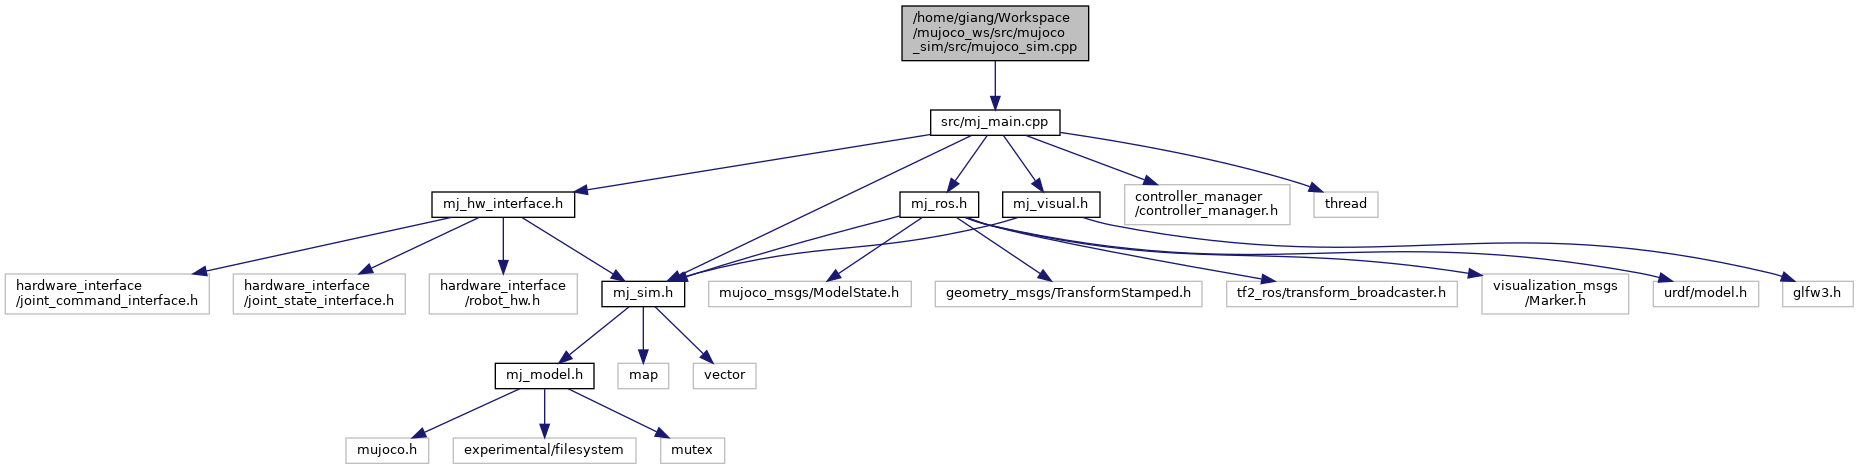 /home/giang/Workspace
/mujoco_ws/src/mujoco
_sim/src/mujoco_sim.cpp
src/mj_main.cpp
mj_hw_interface.h
mj_ros.h
mj_visual.h
controller_manager
/controller_manager.h
thread
hardware_interface
/joint_command_interface.h
hardware_interface
/joint_state_interface.h
hardware_interface
/robot_hw.h
mj_sim.h
mujoco_msgs/ModelState.h
geometry_msgs/TransformStamped.h
tf2_ros/transform_broadcaster.h
visualization_msgs
/Marker.h
urdf/model.h
glfw3.h
mj_model.h
map
vector
mujoco.h
experimental/filesystem
mutex